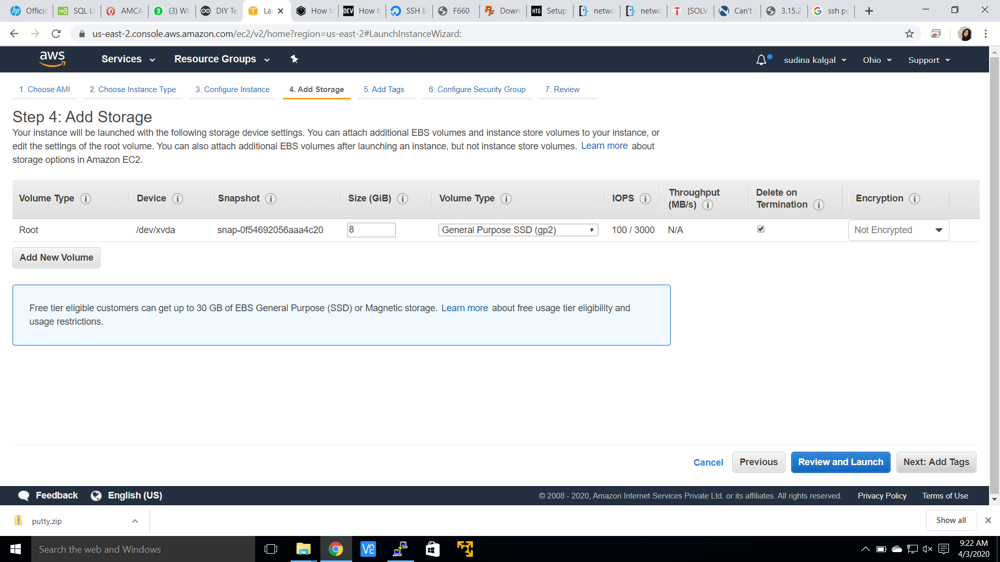 Officia
SQL LI
AMCA
(3) Wh
DIY Te
La
How t
How t
SSH E
F660
Down
Setup
netwo
netwo
[SOLV
Can't
3.15.2
ssh po
us-east-2.console.aws.amazon.com/ec2/v2/home?region=us-east-2#LaunchInstanceWizard:
aws
Services
Resource Groups
sudina kalgal
Ohio
Support
1. Choose AMI
2. Choose Instance Type
3. Configure Instance
4. Add Storage
5. Add Tags
6. Configure Security Group
7. Review
Step 4: Add Storage
Your instance will be launched with the following storage device settings. You can attach additional EBS volumes and instance store volumes to your instance, or
edit the settings of the root volume. You can also attach additional EBS volumes after launching an instance, but not instance store volumes. Learn more about
storage options in Amazon EC2.
Volume Type
Device
Snapshot
Size (GiB)
Volume Type
IOPS
Throughput
(MB/s)
Delete on
Termination
Encryption
Root
/dev/xvda
snap-0f54692056aaa4c20
8
General Purpose SSD (gp2)
100 / 3000
N/A
Not Encrypted
Add New Volume
Free tier eligible customers can get up to 30 GB of EBS General Purpose (SSD) or Magnetic storage. Learn more about free usage tier eligibility and
usage restrictions.
Cancel
Previous
Review and Launch
Next: Add Tags
Feedback
English (US)
© 2008 - 2020, Amazon Internet Services Private Ltd. or its affiliates. All rights reserved.
Privacy Policy
Terms of Use
putty.zip
Show all
Search the web and Windows
9:22 AM
4/3/2020